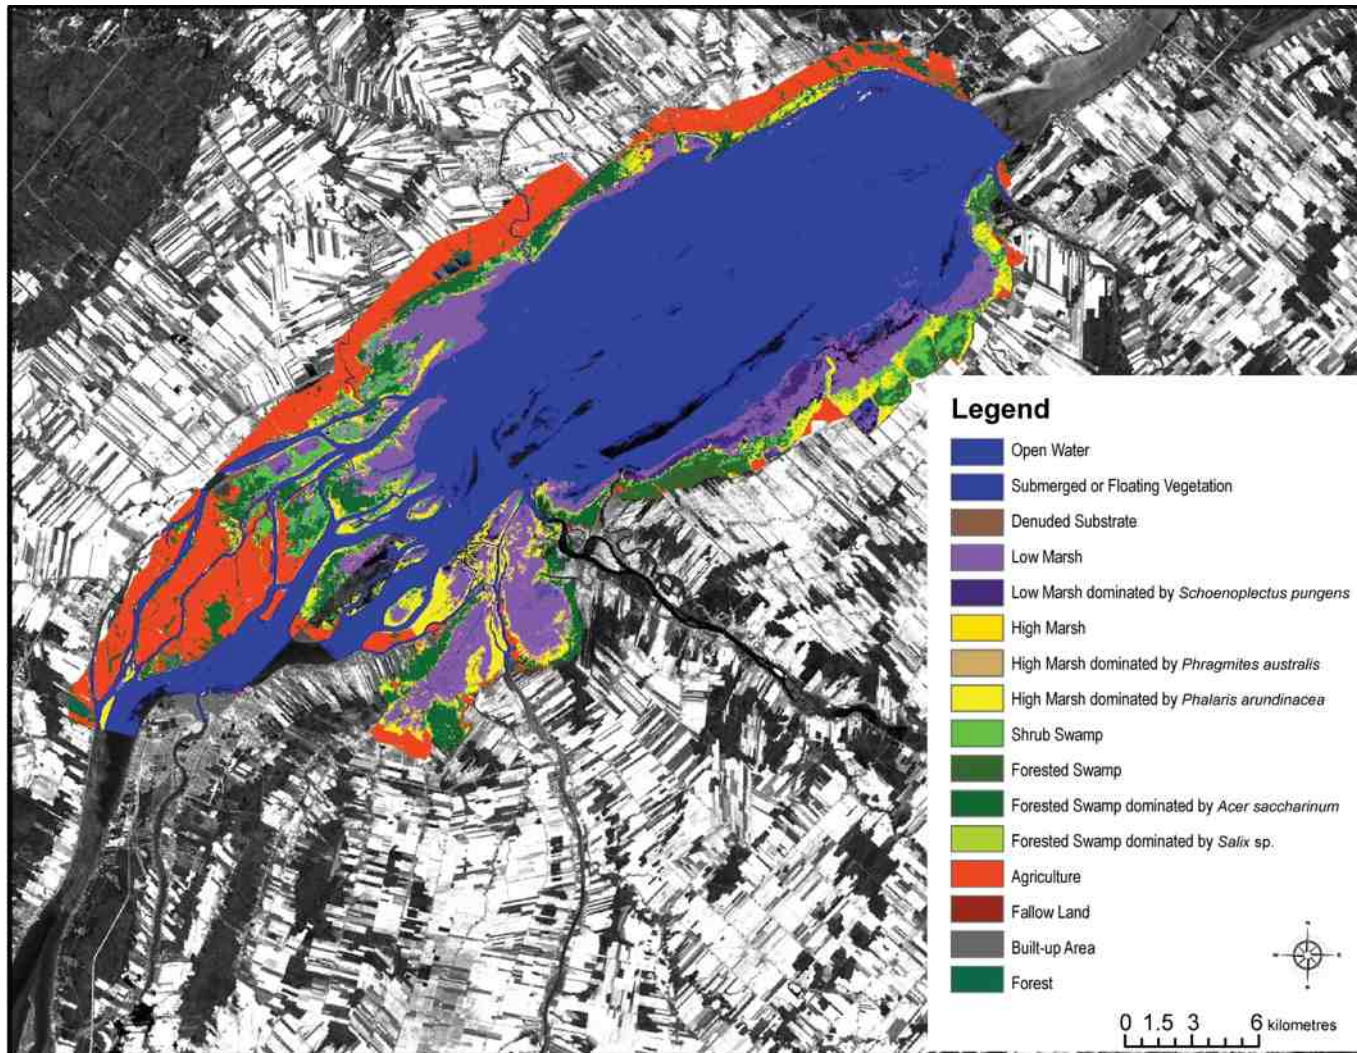 Legend
Open Water
Submerged or Floating Vegetation
Denuded Substrate
Low Marsh
Low Marsh dominated by Schoenoplectus pungens
High Marsh
High Marsh dominated by Phragmites australis
High Marsh dominated by Phalaris arundinacea
Shrub Swamp
Forested Swamp
Forested Swamp dominated by Acer saccharinum
Forested Swamp dominated by Salix sp.
Agriculture
Fallow Land
Built-up Area
Forest
0 1.5 3 6 kilometres